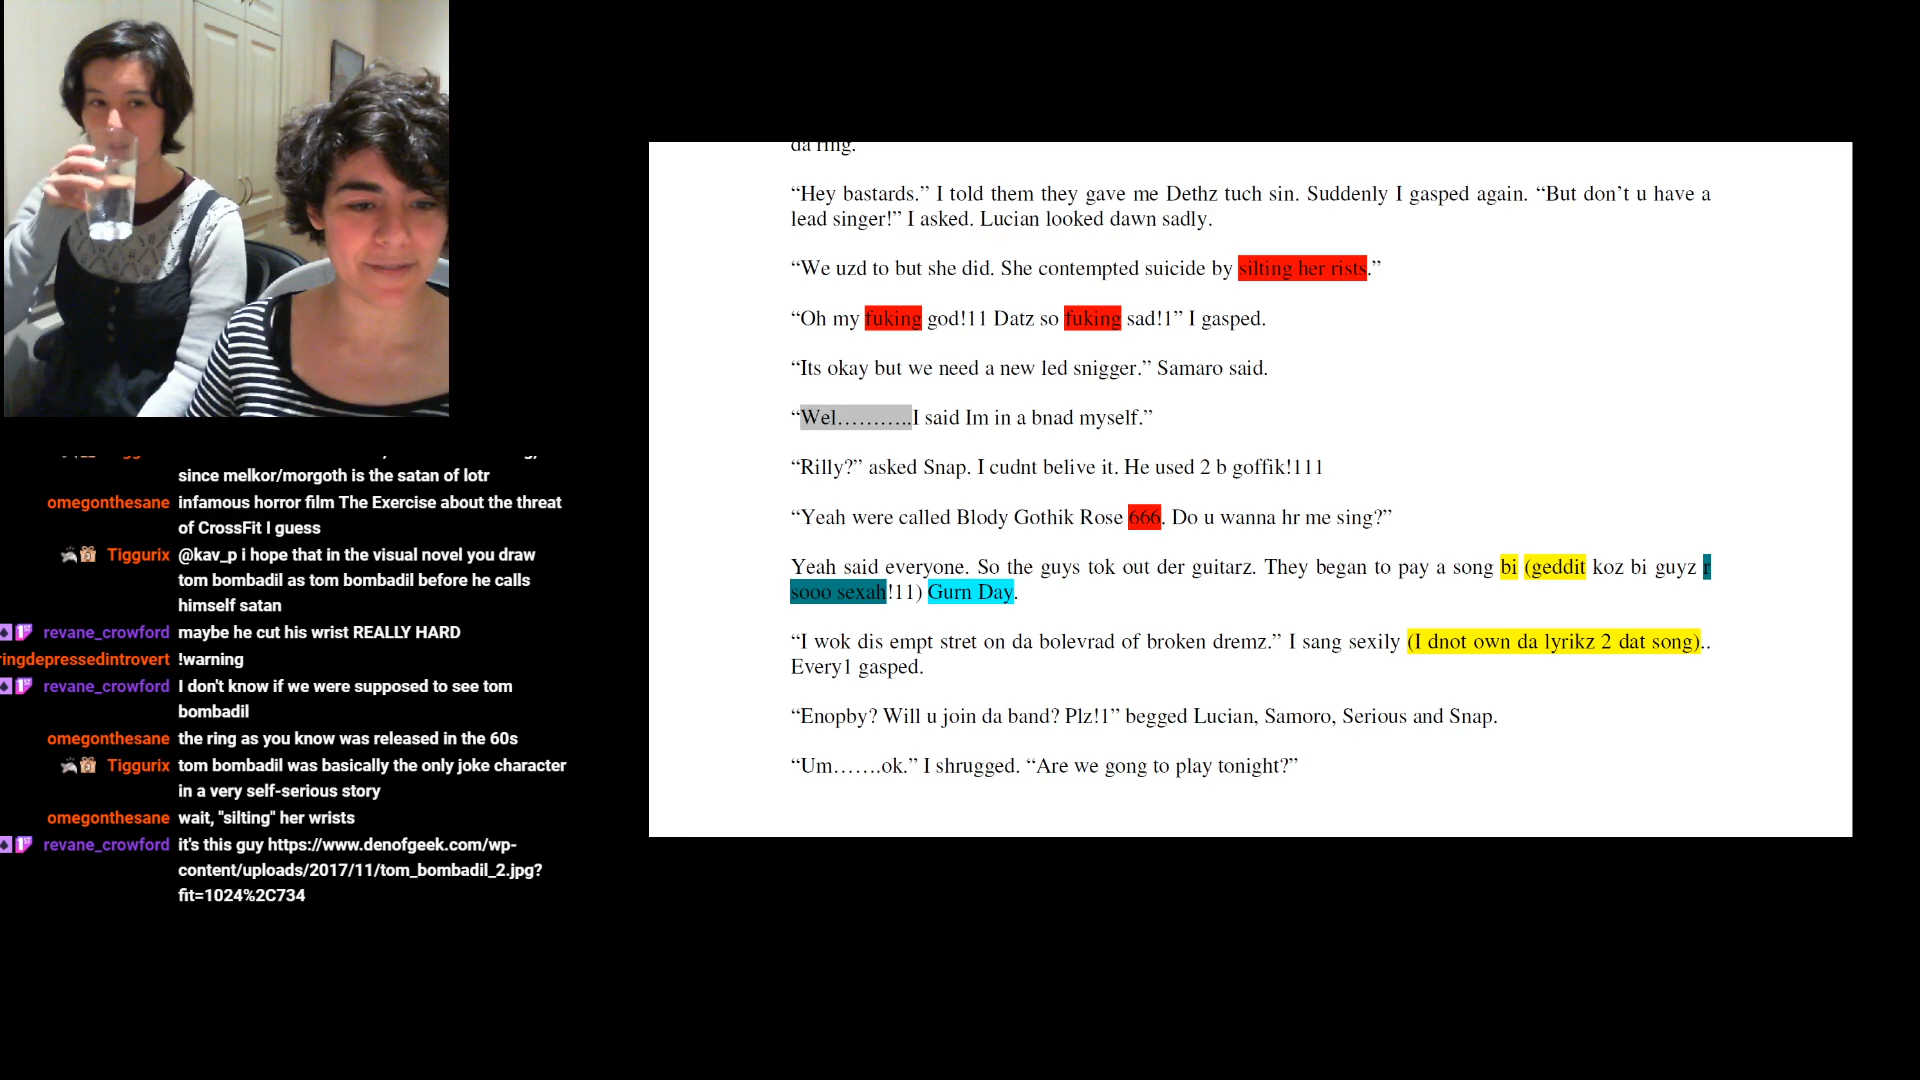 since melkor/morgoth is the satan of lotr
omegonthesane infamous horror film The Exercise about the threat
of CrossFit I guess
Tiggurix @kav_p i hope that in the visual novel you draw
tom bombadil as tom bombadil before he calls
himself satan
revane_crowford maybe he cut his wrist REALLY HARD
ringdepressedintrovert !warning
revane_crowford I don't know if we were supposed to see tom
bombadil
omegonthesane the ring as you know was released in the 60s
Tiggurix tom bombadil was basically the only joke character
in a very self-serious story
omegonthesane wait, "silting" her wrists
revane_crowford it's this guy https://www.denofgeek.com/wp-
content/uploads/2017/11/tom_bombadil_2.jpg?
fit=1024%2C734
da ring.
“Hey bastards.” I told them they gave me Dethz tuch sin. Suddenly I gasped again. “But don’t u have a
lead singer!” I asked. Lucian looked dawn sadly.
“We uzd to but she did. She contempted suicide by silting her rists.”
“Oh my fuking god!11 Datz so fuking sad!1” I gasped.
“Its okay but we need a new led snigger.” Samaro said.
“Wel………..I said Im in a bnad myself.”
“Rilly?” asked Snap. I cudnt belive it. He used 2 b goffik!111
“Yeah were called Blody Gothik Rose 666. Do u wanna hr me sing?”
Yeah said everyone. So the guys tok out der guitarz. They began to pay a song bi (geddit koz bi guyz r
sooo sexah!11) Gurn Day.
“I wok dis empt stret on da bolevrad of broken dremz.” I sang sexily (I dnot own da lyrikz 2 dat song)..
Every1 gasped.
“Enopby? Will u join da band? Plz!1” begged Lucian, Samoro, Serious and Snap.
“Um…….ok.” I shrugged. “Are we gong to play tonight?”